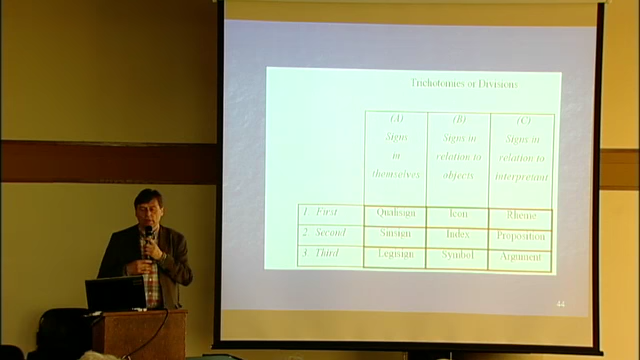 Trichotomies or Divisions
(A) (B) (C)
Signs Signs in Signs in
in relation to relation to
themselves objects interpretant
1 First Qualisign Icon Rheme
2 Second Sinsign Index Proposition
3 Third Legisign Symbol Argument
44